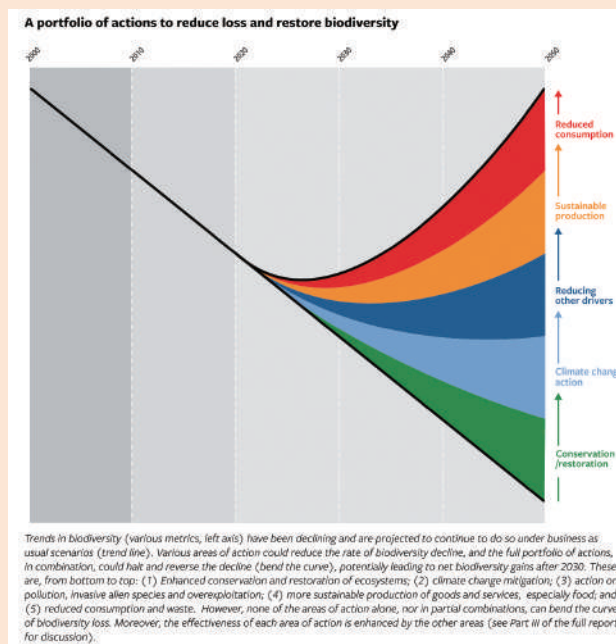 A portfolio of actions to reduce loss and restore biodiversity
2000
2010
2020
2030
2040
2050
Reduced
consumption
Sustainable
production
Reducing
other drivers
Climate chang
action
Conservation
/restoration
Trends in biodiversity (various metrics, left axis) have been declining and are projected to continue to do so under business as
usual scenarios (trend line). Various areas of action could reduce the rate of biodiversity decline, and the full portfolio of actions,
in combination, could halt and reverse the decline (bend the curve), potentially leading to net biodiversity gains after 2030. These
are, from bottom to top: (1) Enhanced conservation and restoration of ecosystems; (2) climate change mitigation; (3) action on
pollution, invasive alien species and overexploitation; (4) more sustainable production of goods and services, especially food; and
(5) reduced consumption and waste. However, none of the areas of action alone, nor in partial combinations, can bend the curve
of biodiversity loss. Moreover, the effectiveness of each area of action is enhanced by the other areas (see Part III of the full report
for discussion).